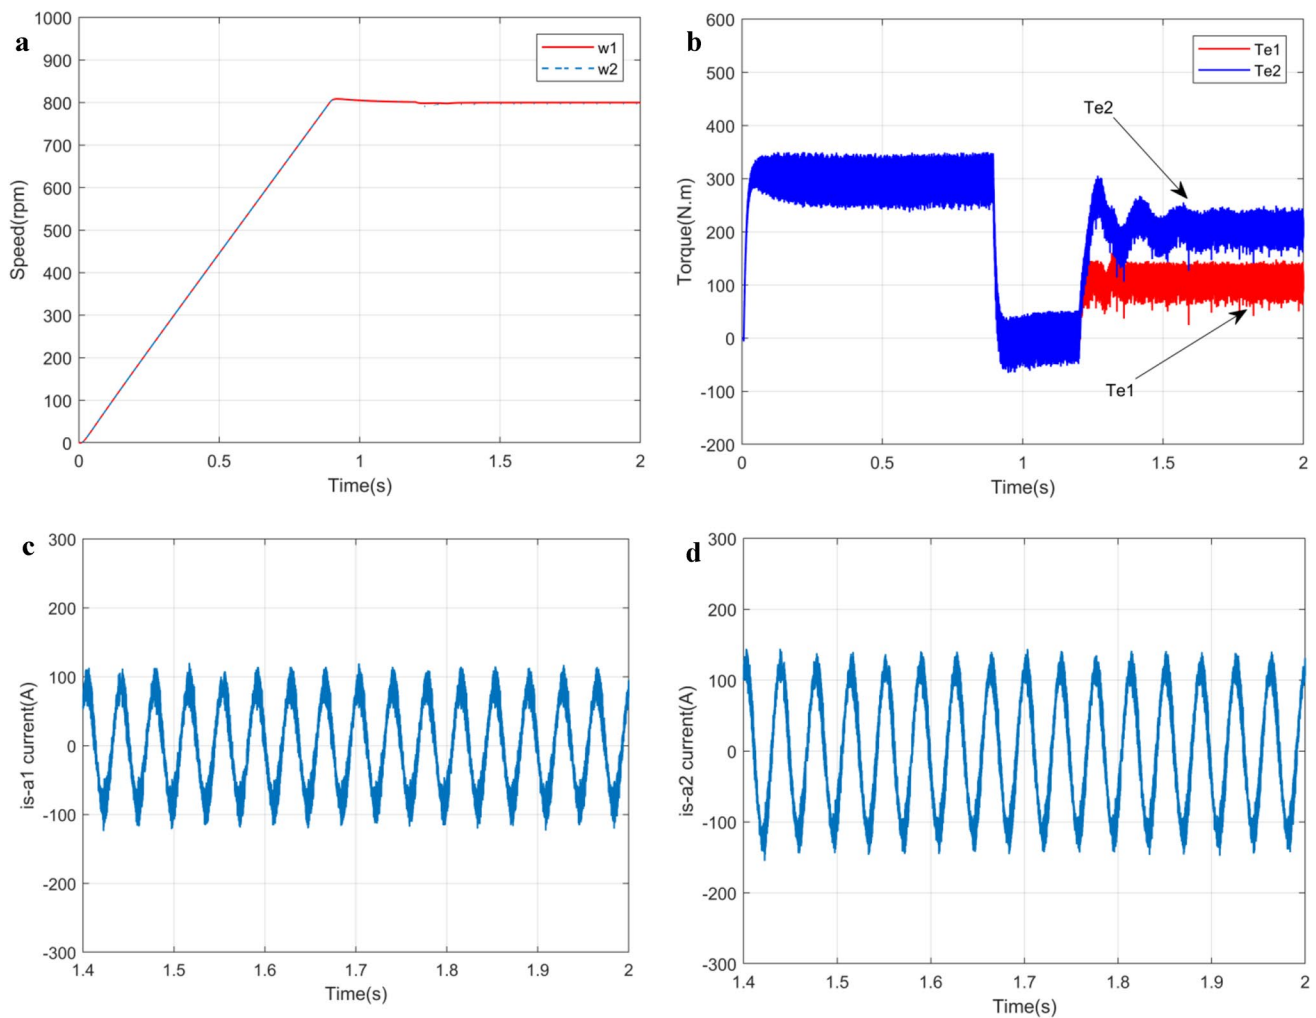 a
1000
900
800
700
600
500
400
300
200
100
0
Speed(rpm)
w1
w2
0 0.5 1 1.5 2
Time(s)
b
600
500
400
300
200
100
0
-100
-200
Torque(N.m)
Te1
Te2
Te2
Te1
0 0.5 1 1.5 2
Time(s)
c
300
200
100
0
-100
-200
-300
is-a1 current(A)
1.4 1.5 1.6 1.7 1.8 1.9 2
Time(s)
d
300
200
100
0
-100
-200
-300
is-a2 current(A)
1.4 1.5 1.6 1.7 1.8 1.9 2
Time(s)